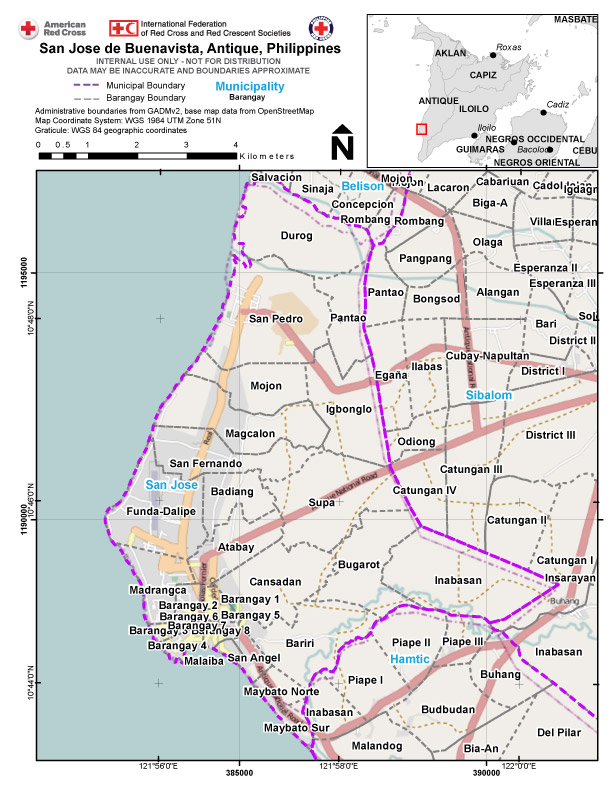 American
Red Cross
International Federation
of Red Cross and Red Crescent Societies
San Jose de Buenavista, Antique, Philippines
INTERNAL USE ONLY - NOT FOR DISTRIBUTION
DATA MAY BE INACCURATE AND BOUNDARIES APPROXIMATE
Municipal Boundary
Municipality
Barangay Boundary
Barangay
Administrative boundaries from GADMv2, base map data from OpenStreetMap
Map Coordinate System: WGS 1984 UTM Zone 51N
Graticule: WGS 84 geographic coordinates
0 0.5 1 2 3 4
Kilometers
N
MASBATE
Roxas
AKLAN
CAPIZ
ANTIQUE
ILOILO
Cadiz
Iloilo
NEGROS OCCIDENTAL
GUIMARAS
Bacolod
CEBU
NEGROS ORIENTAL
Salvacion
Sinaja
Belison
Mojon
Mojon
Lacaron
Cabariuan
Igdagm
Concepcion
Biga-A
Rombang
Rombang
Villa
Esperan
Durog
Olaga
Pangpang
Esperanza II
Esperanza III
1195000
Pantao
Bongsod
Alangan
10°48'0"N
San Pedro
Pantao
Bari
District II
Cubay-Napultan
Ilabas
Egaña
District I
Mojon
Sibalom
Igbonglo
Magcalon
Odiong
District III
San Fernando
Catungan III
San Jose
Badiang
National Road
Catungan IV
Supa
Funda-Dalipe
1190000
10°46'0"N
Catungan II
Atabay
Bugarot
Catungan I
Cansadan
Inabasan
Insarayan
Madrangca
Barangay 1
Buhang
Barangay 2
Barangay 6
Barangay 5
Barangay 7
Barangay 3
Barangay 8
Barangay 4
Bariri
Piape II
Piape III
Malaiba
San Angel
Hamtic
Inabasan
Buhang
10°44'0"N
Piape I
Maybato Norte
Inabasan
Budbudan
Maybato Sur
Del Pilar
Malandog
Bia-An
121°56'0"E
385000
121°58'0"E
390000
122°0'0"E